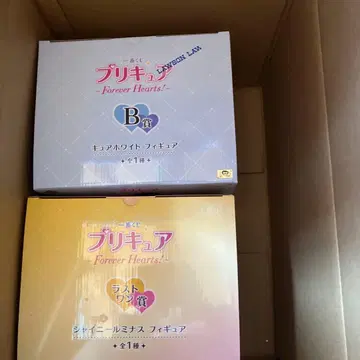 一番くじ
プリキュア
LAWSON LAWSON
~Forever Hearts!~
B賞
キュアホワイト フィギュア
✦全1種✦
一番くじ
プリキュア
~Forever Hearts!~
ラストワン賞
シャイニールミナス フィギュア
✦全1種✦